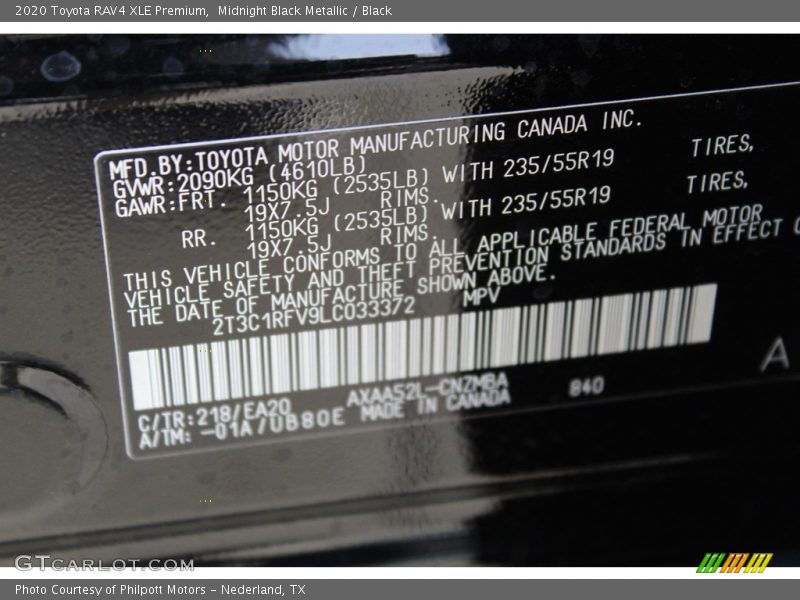 2020 Toyota RAV4 XLE Premium,  Midnight Black Metallic / Black
MFD.BY:TOYOTA MOTOR MANUFACTURING CANADA INC.
GVWR:2090KG (4610LB)
GAWR:FRT. 1150KG (2535LB) WITH 235/55R19 TIRES,
19X7.5J RIMS.
RR. 1150KG (2535LB) WITH 235/55R19 TIRES,
19X7.5J RIMS.
THIS VEHICLE CONFORMS TO ALL APPLICABLE FEDERAL MOTOR
VEHICLE SAFETY AND THEFT PREVENTION STANDARDS IN EFFECT
THE DATE OF MANUFACTURE SHOWN ABOVE.
2T3C1RFV9LC033372 MPV
C/TR:218/EA20 AXAA52L-CNZMBA 840
A/TM: -01A/UB80E MADE IN CANADA
A
GTCARLOT.COM
Photo Courtesy of Philpott Motors - Nederland, TX